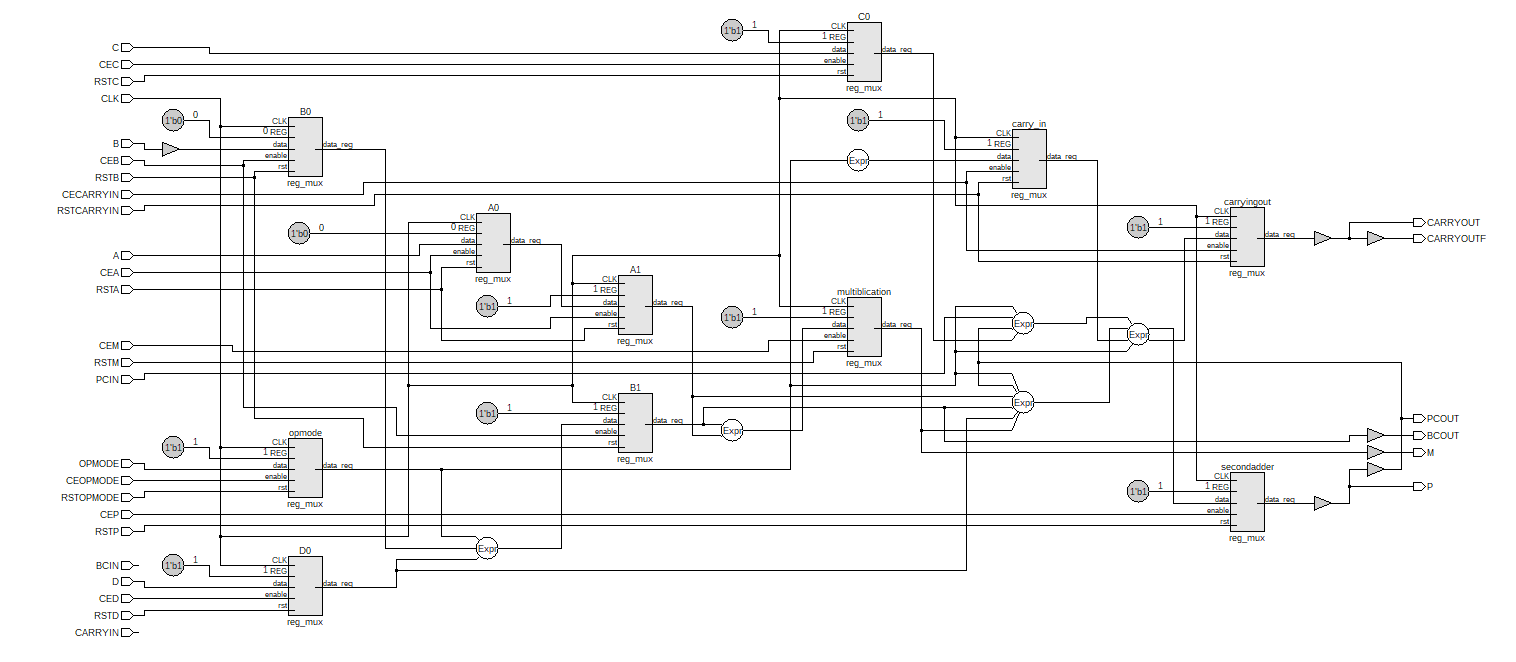 C
CEC
RSTC
CLK
B
CEB
RSTB
CECARRYIN
RSTCARRYIN
A
CEA
RSTA
CEM
RSTM
PCIN
OPMODE
CEOPMODE
RSTOPMODE
CEP
RSTP
BCIN
D
CED
RSTD
CARRYIN
1'b0
0
B0
CLK
0 REG
data
enable
rst
data_req
reg_mux
1'b1
1
opmode
CLK
1 REG
data
enable
rst
data_req
reg_mux
1'b1
1
D0
CLK
1 REG
data
enable
rst
data_req
reg_mux
1'b0
0
A0
CLK
0 REG
data
enable
rst
data_req
reg_mux
Expr
1'b1
1
A1
CLK
1 REG
data
enable
rst
data_req
reg_mux
1'b1
1
B1
CLK
1 REG
data
enable
rst
data_req
reg_mux
Expr
1'b1
1
C0
CLK
1 REG
data
enable
rst
data_req
reg_mux
1'b1
1
multiblication
CLK
1 REG
data
enable
rst
data_req
reg_mux
1'b1
1
Expr
carry_in
CLK
1 REG
data
enable
rst
data_req
reg_mux
Expr
Expr
Expr
1'b1
1
carryingout
CLK
1 REG
data
enable
rst
data_req
reg_mux
1'b1
1
secondadder
CLK
1 REG
data
enable
rst
data_req
reg_mux
CARRYOUT
CARRYOUTF
PCOUT
BCOUT
M
P